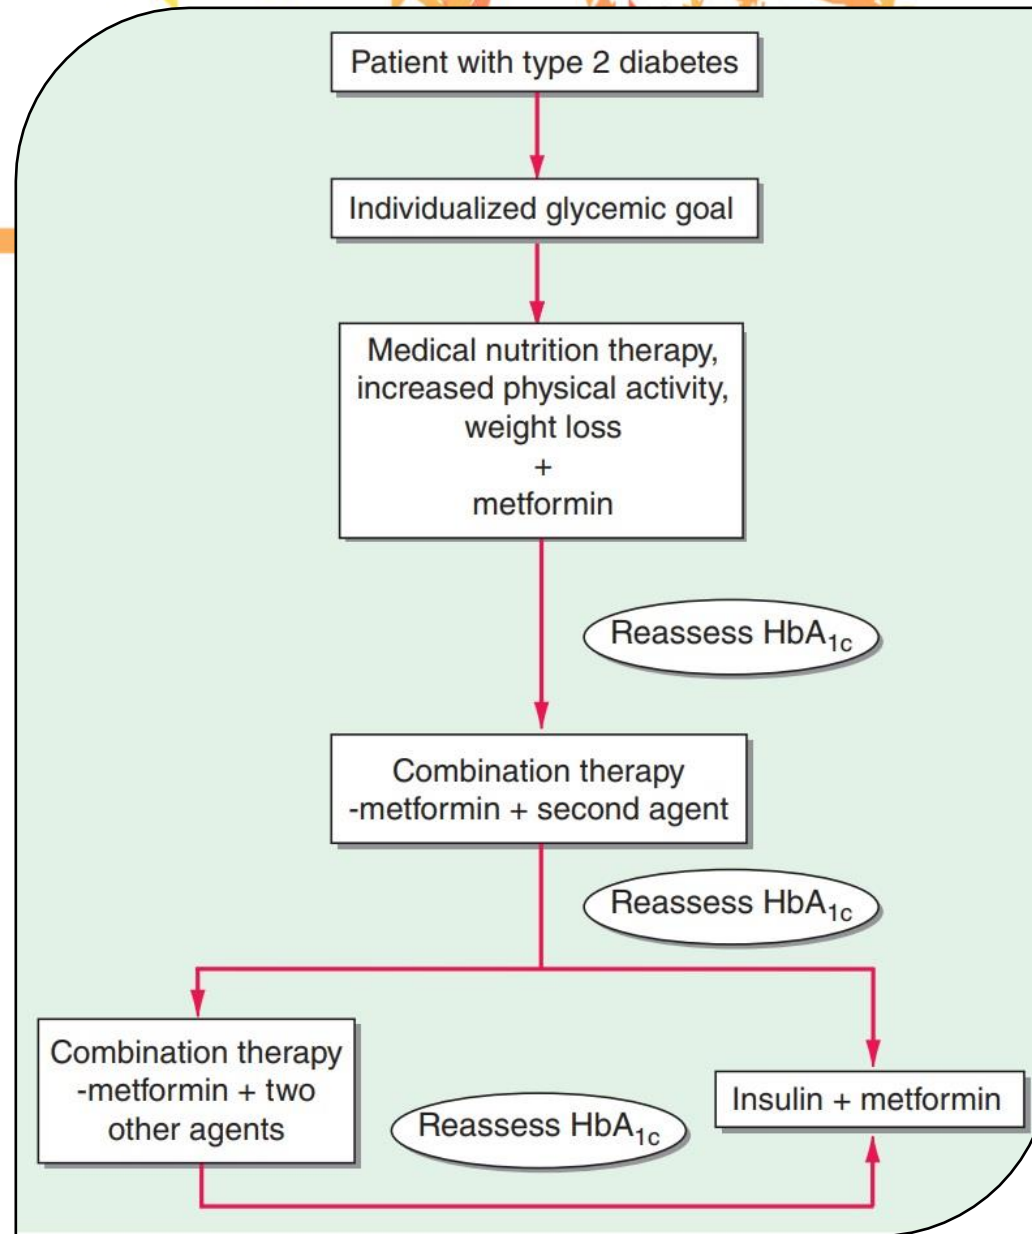 Patient with type 2 diabetes
Individualized glycemic goal
Medical nutrition therapy,
increased physical activity,
weight loss
+
metformin
Reassess HbA1c
Combination therapy
-metformin + second agent
Reassess HbA1c
Combination therapy
-metformin + two
other agents
Reassess HbA1c
Insulin + metformin